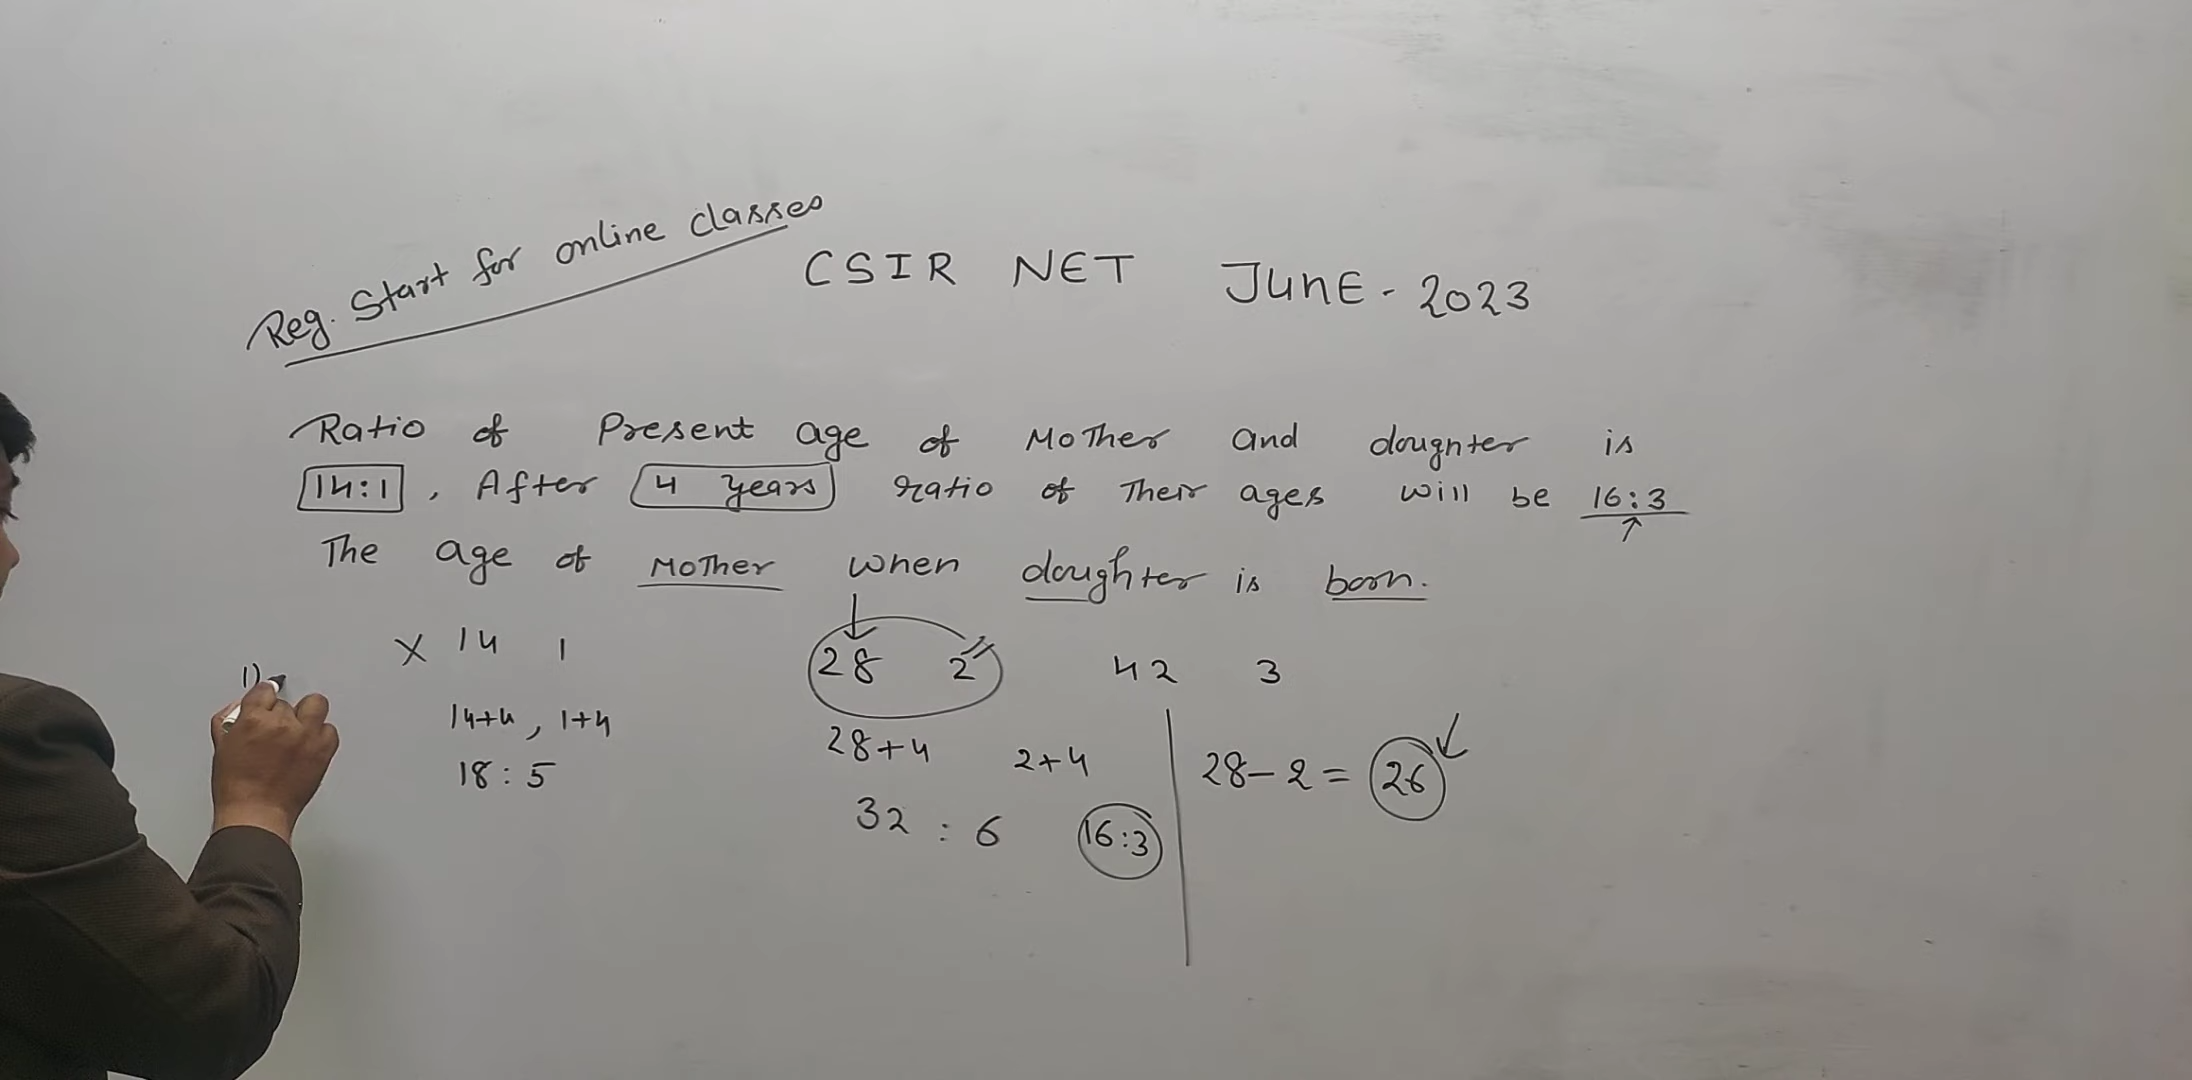 Reg. Start for online classes
CSIR NET JUNE - 2023
Ratio of Present age of Mother and doughter is
14:1, After 4 years ratio of Their ages will be 16:3
The age of Mother when doughter is born.
X 14 1
28 2
42 3
1)
14+4, 1+4
28+4 2+4
28-2 = 26
18:5
32:6 16:3